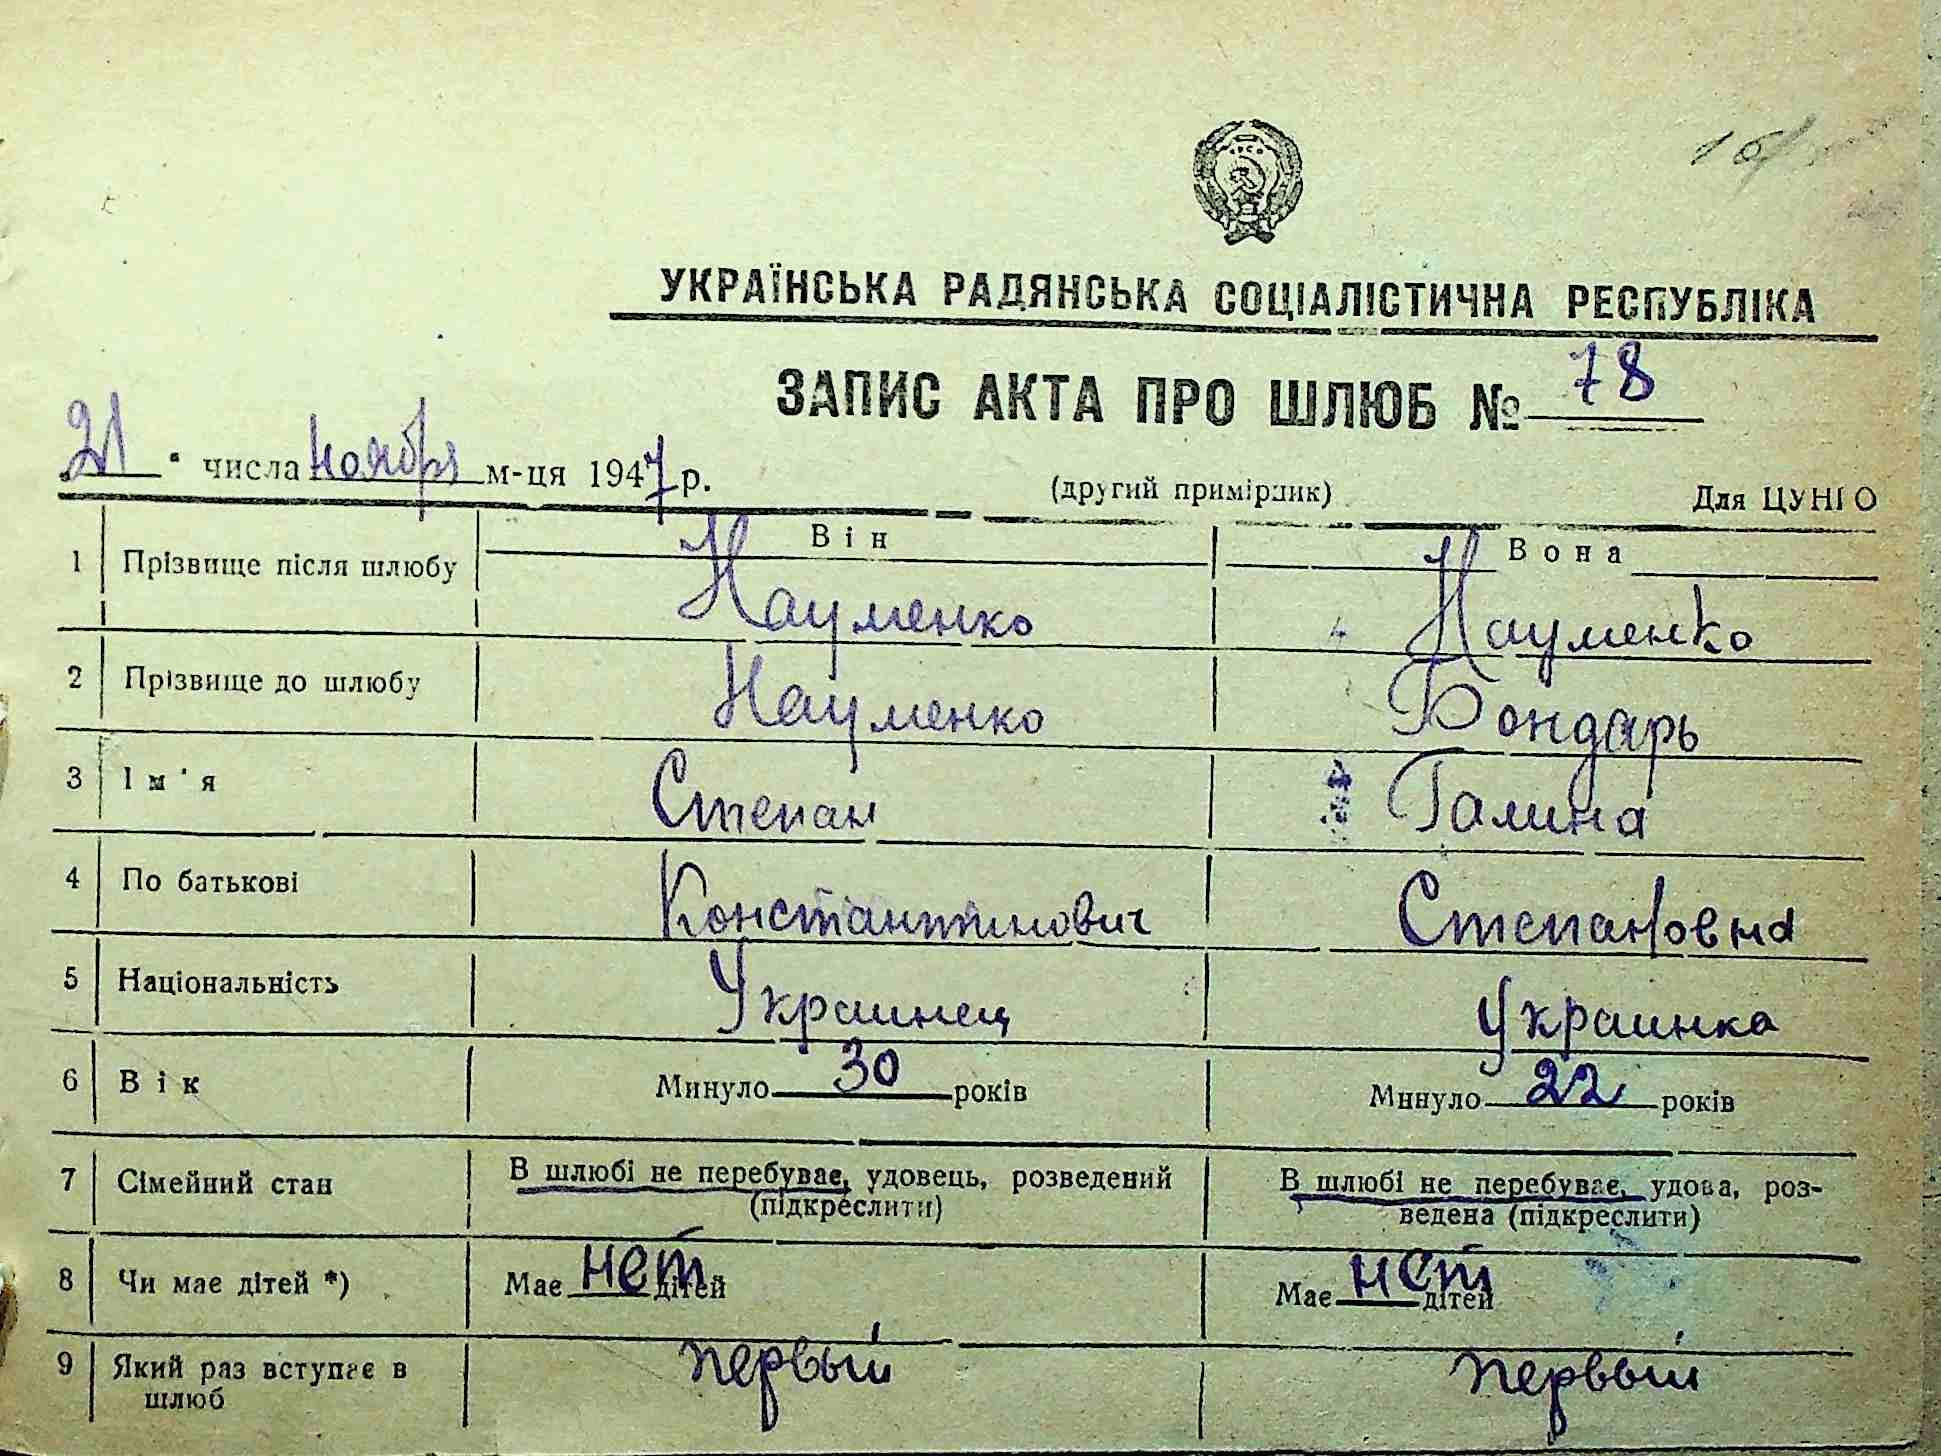 16
УКРАЇНСЬКА РАДЯНСЬКА СОЦІАЛІСТИЧНА РЕСПУБЛІКА
ЗАПИС АКТА ПРО ШЛЮБ № 78
21 числа ноября м-ця 1947 р.
(другий примірник) Для ЦУНГО
Він Вона
1 Прізвище після шлюбу Науменко Науменко
2 Прізвище до шлюбу Науменко Бондарь
3 Ім'я Степан Галина
4 По батькові Константинович Степановна
5 Національність Украинец Украинка
6 Вік Минуло 30 років Минуло 22 років
7 Сімейний стан В шлюбі не перебуває, удовець, розведений В шлюбі не перебуває, удова, роз-
(підкреслити) ведена (підкреслити)
8 Чи має дітей *) Має нет дітей Має нет дітей
9 Який раз вступає в первый первый
шлюб